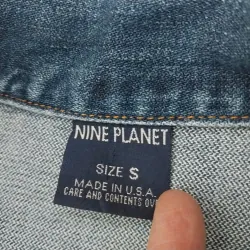 NINE PLANET
SIZE S
MADE IN U.S.A.
CARE AND CONTENTS